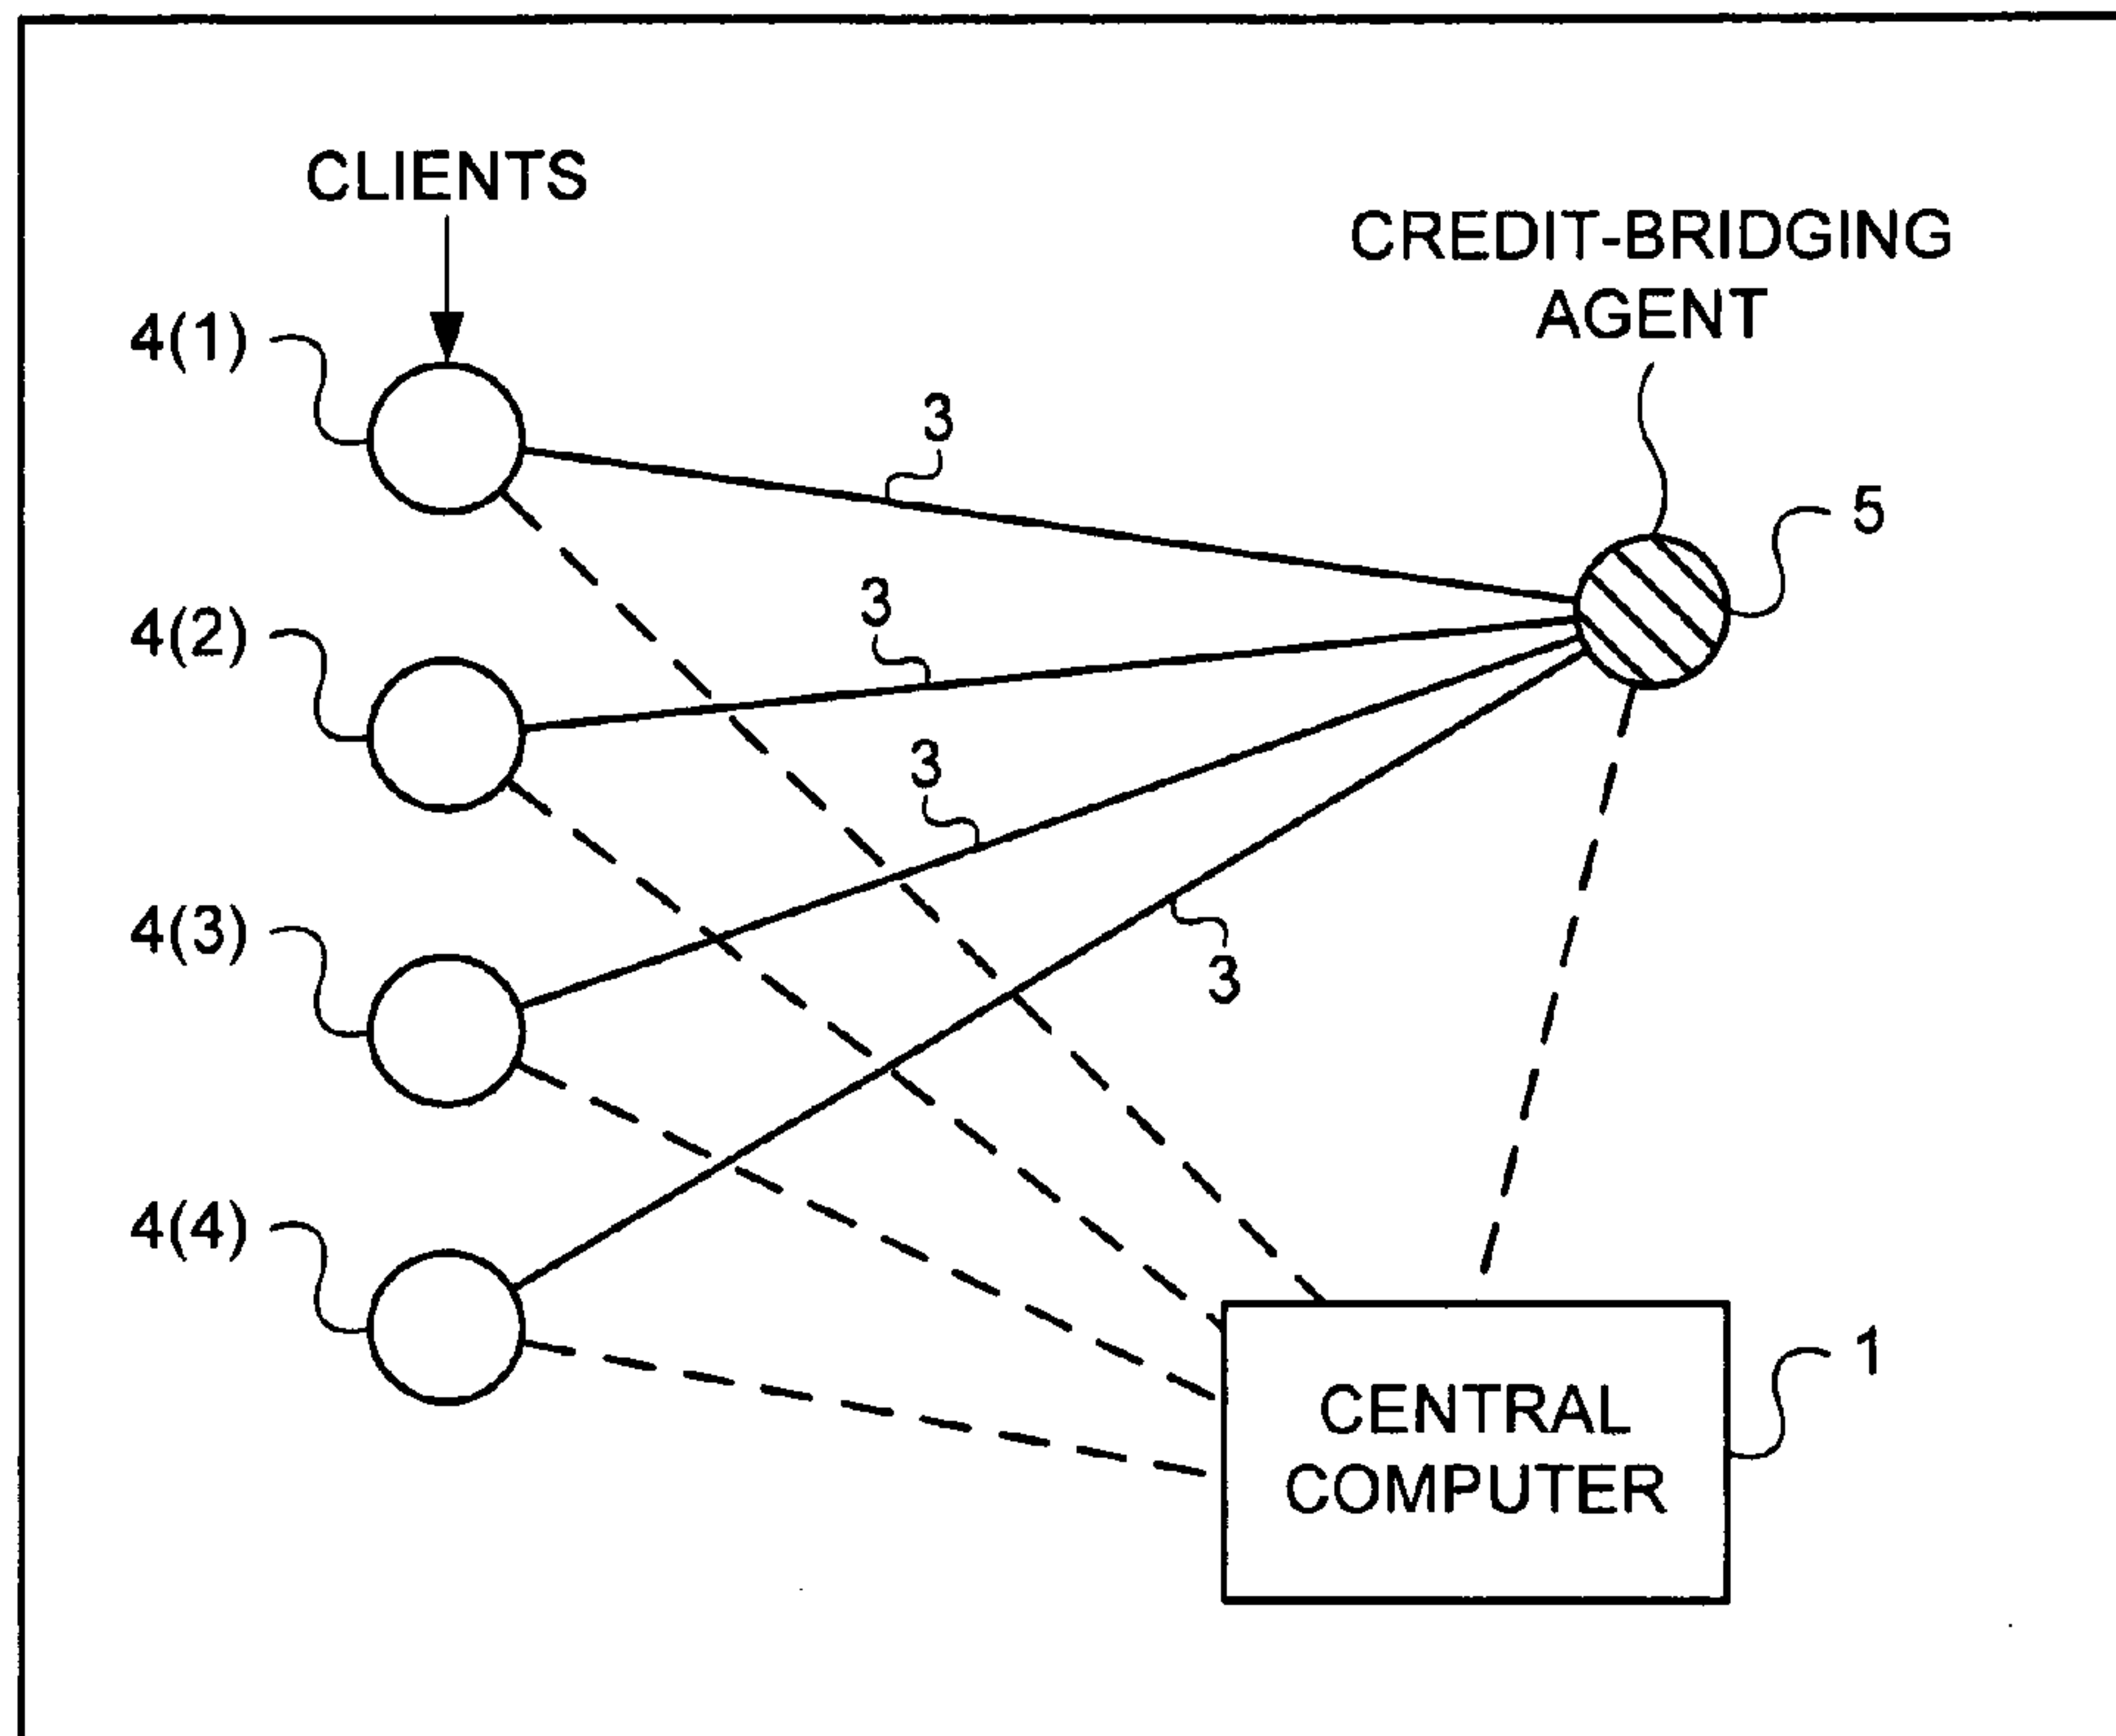 CLIENTS
CREDIT-BRIDGING
AGENT
4(1)
3
5
4(2)
3
3
4(3)
3
4(4)
1
CENTRAL
COMPUTER